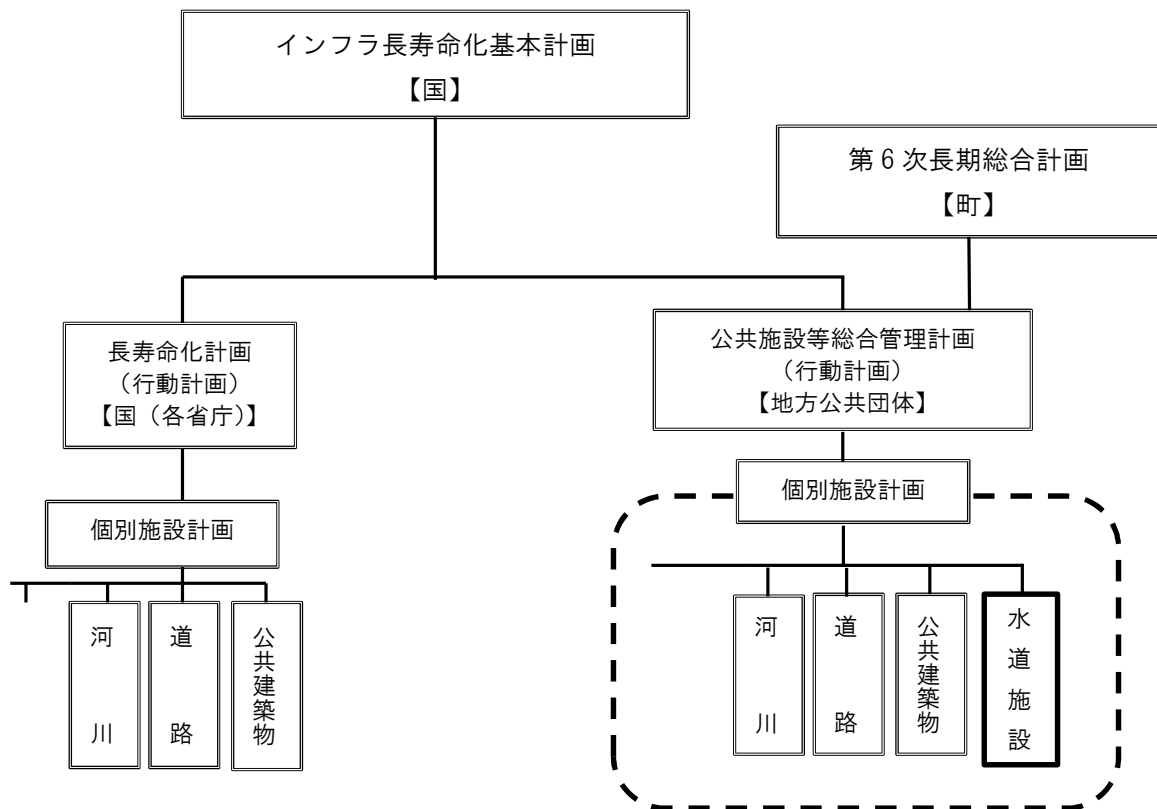 インフラ長寿命化基本計画
【国】
第6次長期総合計画
【町】
長寿命化計画
（行動計画）
【国（各省庁）】
公共施設等総合管理計画
（行動計画）
【地方公共団体】
個別施設計画
個別施設計画
河川
道路
公共建築物
河川
道路
公共建築物
水道施設